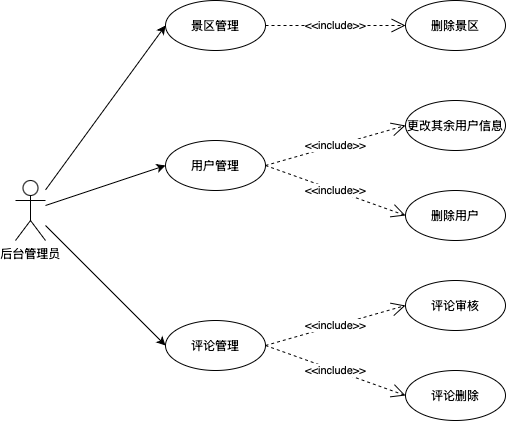 景区管理
<<include>>
删除景区
用户管理
<<include>>
更改其余用户信息
<<include>>
删除用户
后台管理员
评论管理
<<include>>
评论审核
<<include>>
评论删除